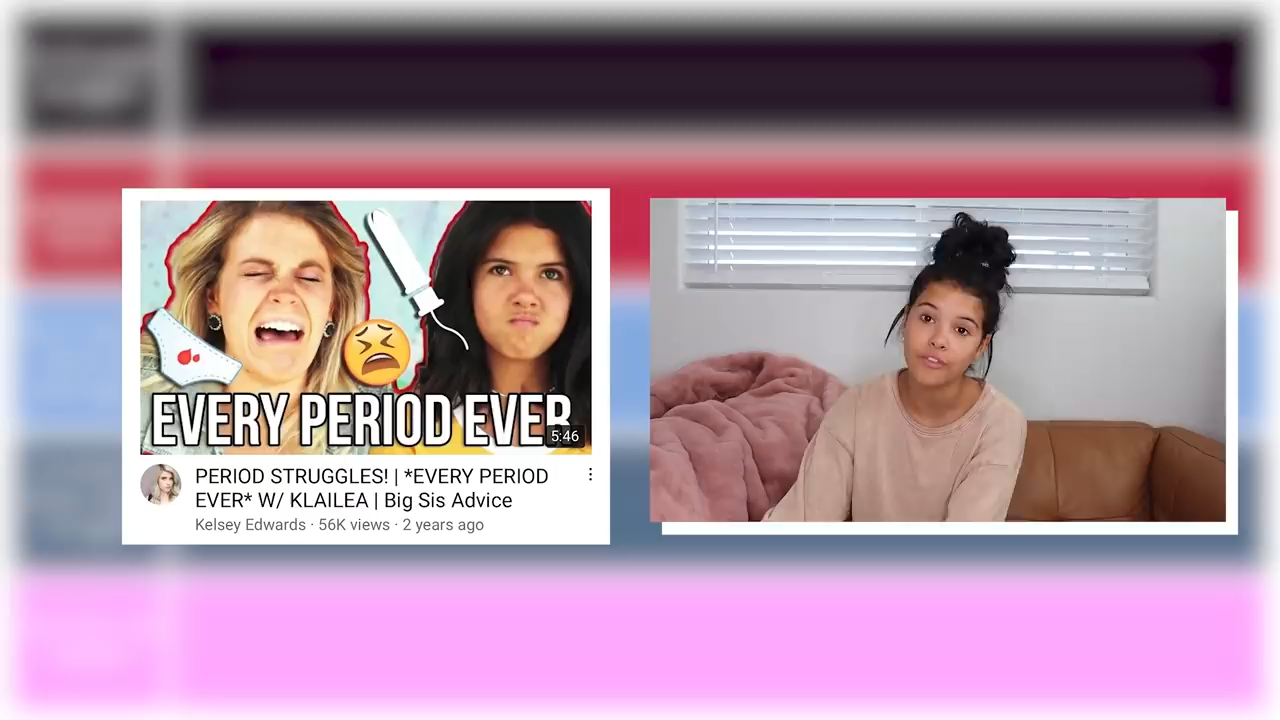 EVERY PERIOD EVER
5:46
PERIOD STRUGGLES! | *EVERY PERIOD
EVER* W/ KLAILEA | Big Sis Advice
Kelsey Edwards · 56K views · 2 years ago